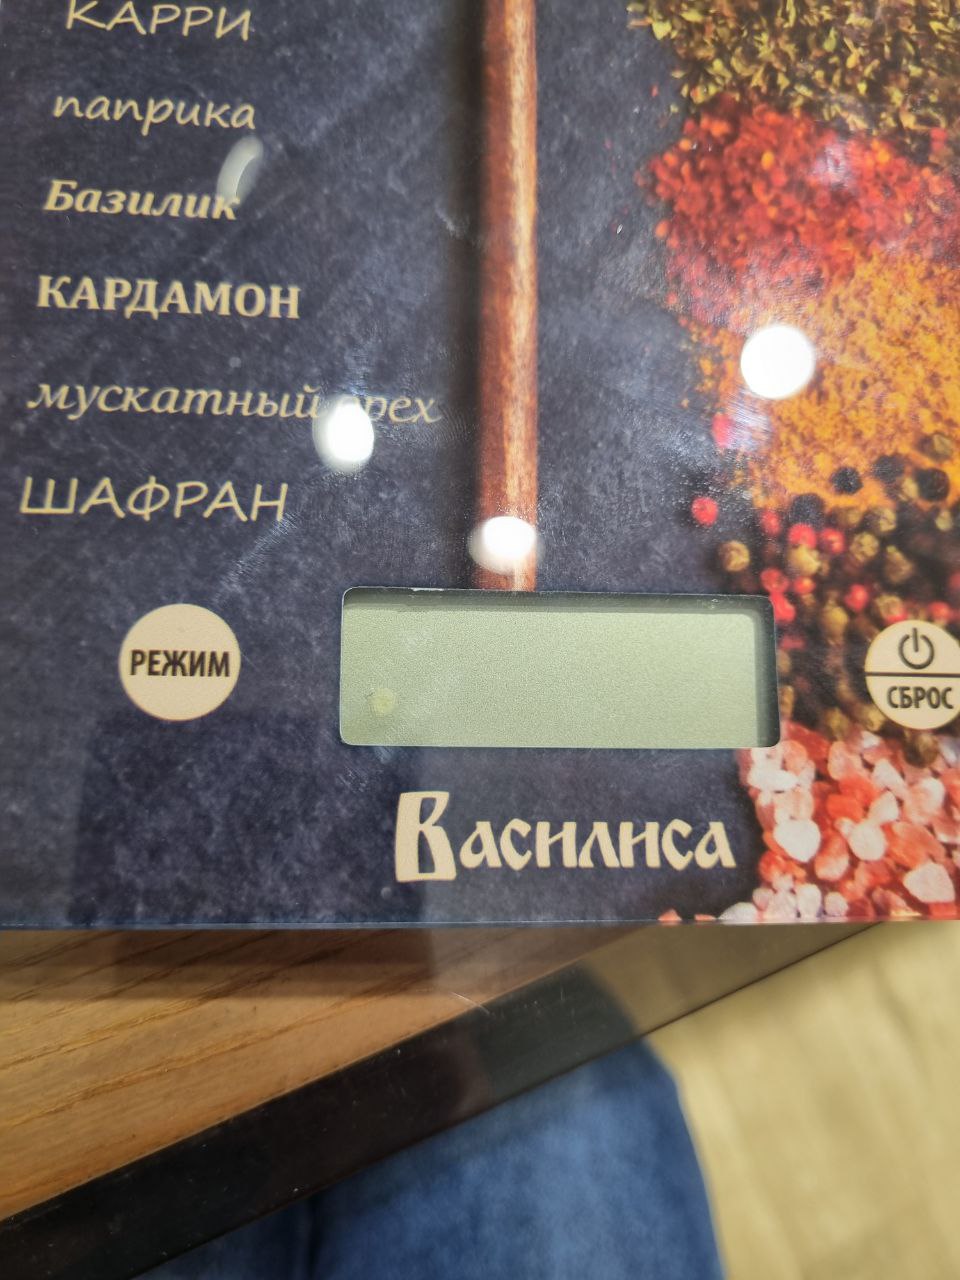 КАРРИ
паприка
Базилик
КАРДАМОН
мускатный орех
ШАФРАН
РЕЖИМ
СБРОС
Василиса